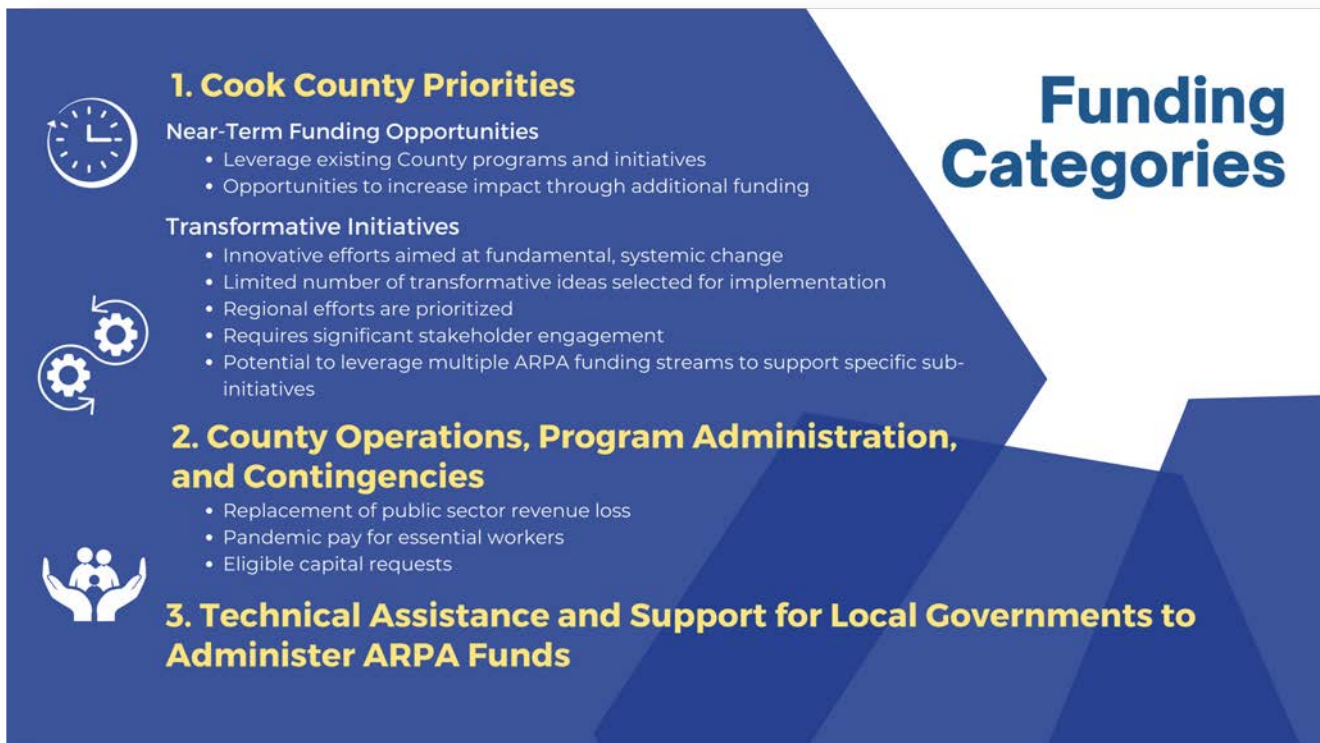 Funding
Categories
1. Cook County Priorities
Near-Term Funding Opportunities
• Leverage existing County programs and initiatives
• Opportunities to increase impact through additional funding
Transformative Initiatives
• Innovative efforts aimed at fundamental, systemic change
• Limited number of transformative ideas selected for implementation
• Regional efforts are prioritized
• Requires significant stakeholder engagement
• Potential to leverage multiple ARPA funding streams to support specific sub-
initiatives
2. County Operations, Program Administration,
and Contingencies
• Replacement of public sector revenue loss
• Pandemic pay for essential workers
• Eligible capital requests
3. Technical Assistance and Support for Local Governments to
Administer ARPA Funds